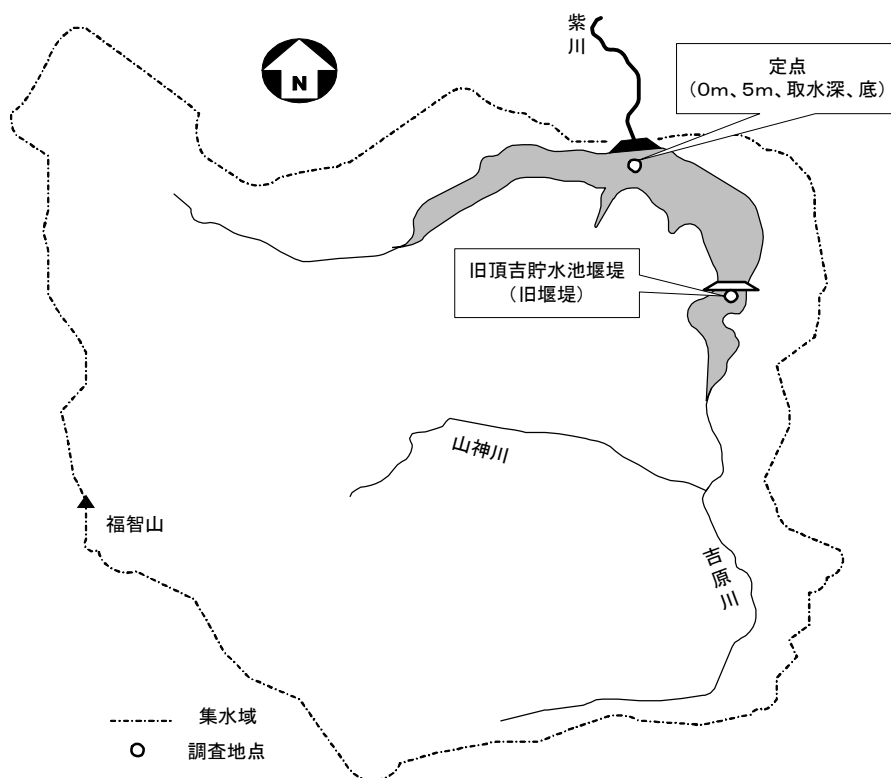 紫川
定点
（0m、5m、取水深、底）
N
旧頂吉貯水池堰堤
（旧堰堤）
山神川
福智山
吉原川
集水域
調査地点